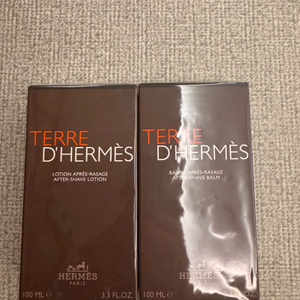 TERRE
D'HERMÈS
LOTION APRÈS-RASAGE
AFTER-SHAVE LOTION
HERMÈS
PARIS
100 ML e 3.3 FL.OZ.
TERRE
D'HERMÈS
BAUME APRÈS-RASAGE
AFTER-SHAVE BALM
HERMÈS
PARIS
100 ML